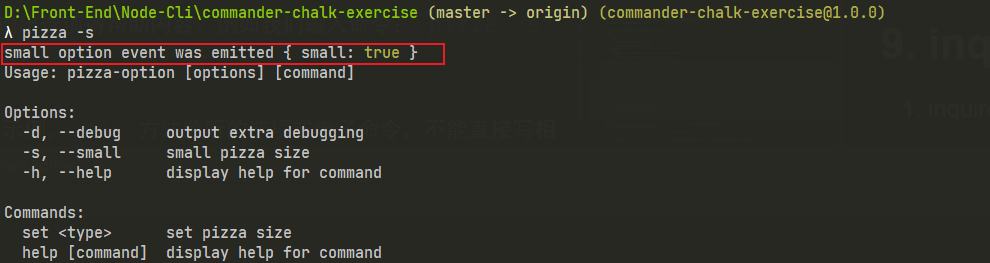 D:\Front-End\Node-Cli\commander-chalk-exercise (master -> origin) (commander-chalk-exercise@1.0.0)
λ pizza -s
small option event was emitted { small: true }
Usage: pizza-option [options] [command]
Options:
-d, --debug output extra debugging
-s, --small small pizza size
-h, --help display help for command
Commands:
set <type> set pizza size
help [command] display help for command